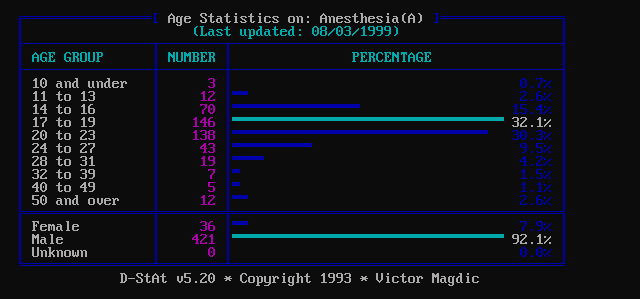 Age Statistics on: Anesthesia(A)
(Last updated: 08/03/1999)
AGE GROUP NUMBER PERCENTAGE
10 and under 3 0.7%
11 to 13 12 2.6%
14 to 16 70 15.4%
17 to 19 146 32.1%
20 to 23 138 30.3%
24 to 27 43 9.5%
28 to 31 19 4.2%
32 to 39 7 1.5%
40 to 49 5 1.1%
50 and over 12 2.6%
Female 36 7.9%
Male 421 92.1%
Unknown 0 0.0%
D-StAt v5.20 * Copyright 1993 * Victor Magdic